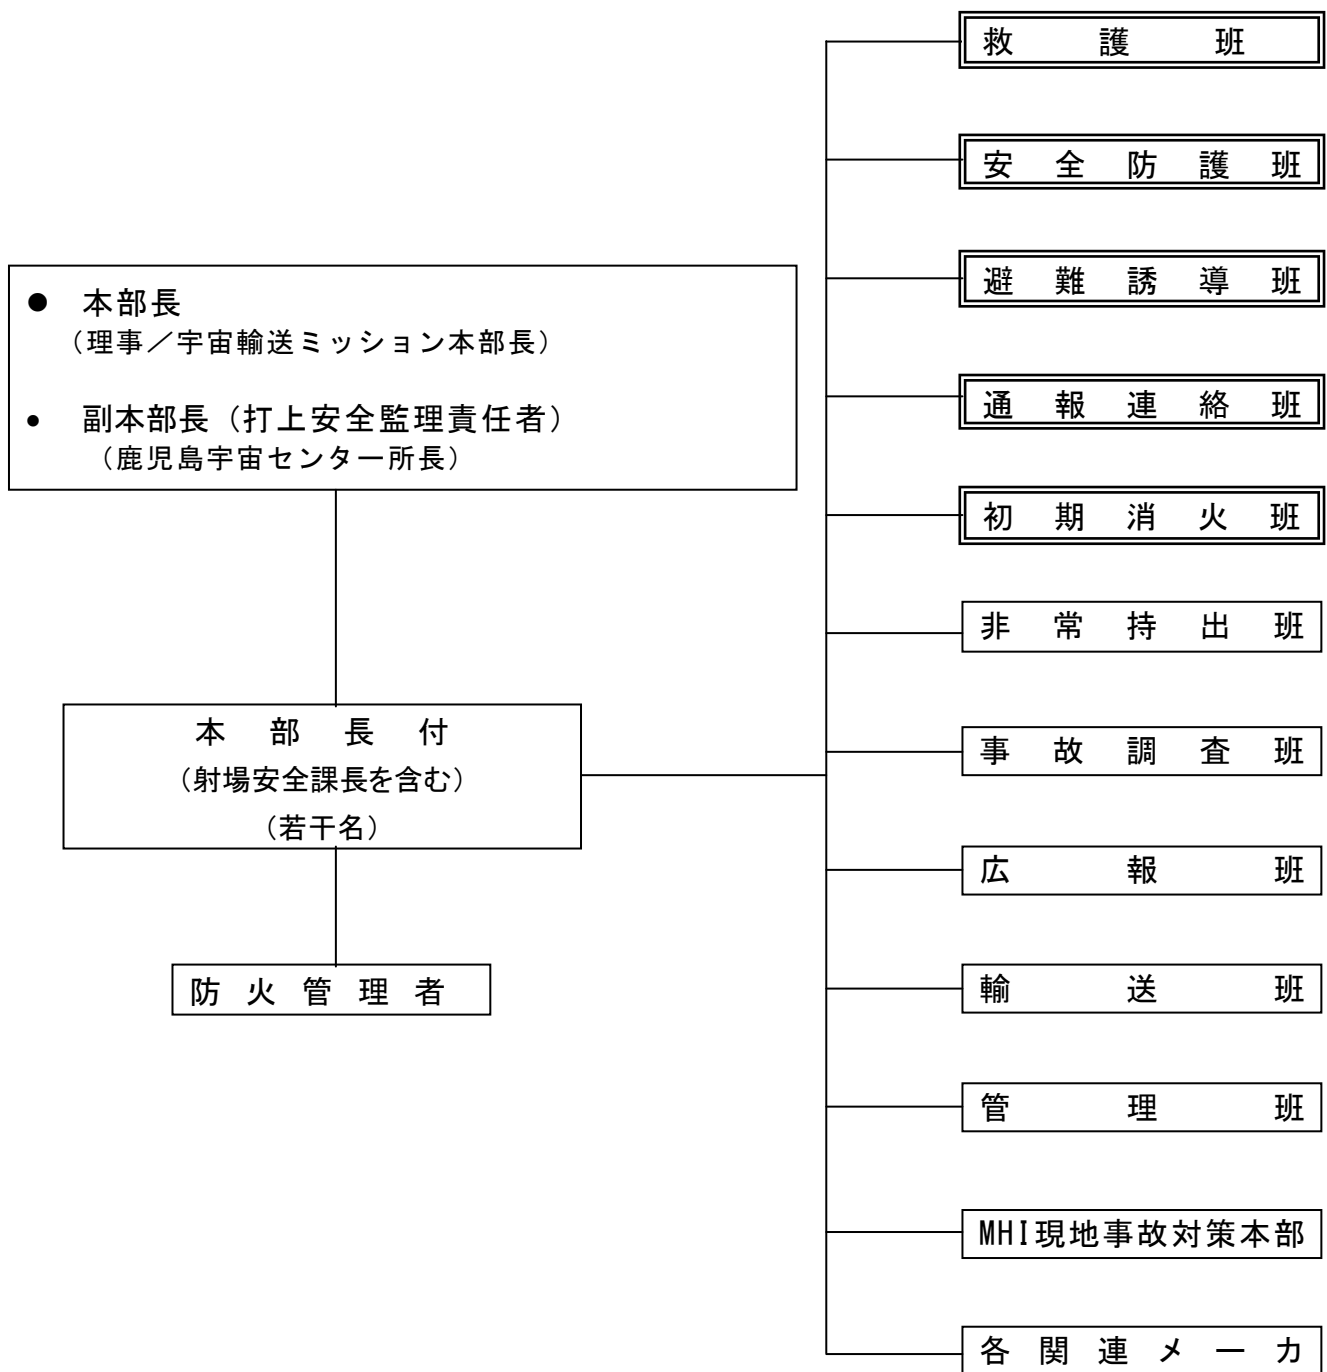 ● 本部長
（理事／宇宙輸送ミッション本部長）
• 副本部長（打上安全監理責任者）
（鹿児島宇宙センター所長）
本部長付
（射場安全課長を含む）
（若干名）
防火管理者
救護班
安全防護班
避難誘導班
通報連絡班
初期消火班
非常持出班
事故調査班
広報班
輸送班
管理班
MHI現地事故対策本部
各関連メーカ